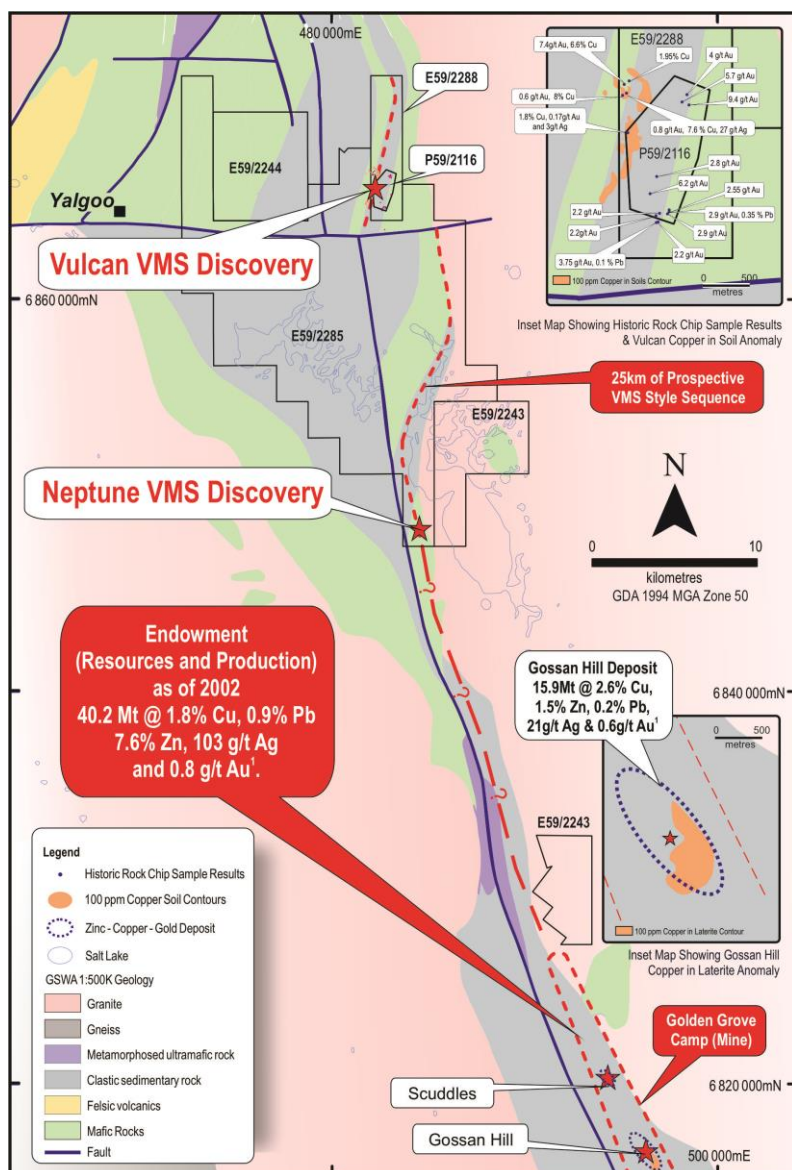 480 000mE
E59/2288
P59/2116
E59/2244
Yalgoo
Vulcan VMS Discovery
6 860 000mN
E59/2285
25km of Prospective
VMS Style Sequence
E59/2243
Neptune VMS Discovery
E59/2288
7.4g/t Au, 6.6% Cu
1.95% Cu
4 g/t Au
5.7 g/t Au
0.6 g/t Au, 8% Cu
9.4g/t Au
1.8% Cu, 0.17g/t Au
and 3g/t Ag
0.8 g/t Au, 7.6 % Cu, 27 g/t Ag
P59/2116
2.8 g/t Au
6.2 g/t Au
2.55 g/t Au
2.2 g/t Au
2.9 g/t Au, 0.35 % Pb
2.2g/t Au
2.9 g/t Au
3.75 g/t Au, 0.1 % Pb
2.2 g/t Au
0 500
metres
100 ppm Copper in Soils Contour
Inset Map Showing Historic Rock Chip Sample Results
& Vulcan Copper in Soil Anomaly
N
0 10
kilometres
GDA 1994 MGA Zone 50
?
?
?
Endowment
(Resources and Production)
as of 2002
40.2 Mt @ 1.8% Cu, 0.9% Pb
7.6% Zn, 103 g/t Ag
and 0.8 g/t Au¹.
Gossan Hill Deposit
15.9Mt @ 2.6% Cu,
1.5% Zn, 0.2% Pb,
21g/t Ag & 0.6g/t Au¹
6 840 000mN
0 500
metres
100 ppm Copper in Laterite Contour
Inset Map Showing Gossan Hill
Copper in Laterite Anomaly
E59/2243
Golden Grove
Camp (Mine)
Scuddles
6 820 000mN
Gossan Hill
500 000mE
Legend
Historic Rock Chip Sample Results
100 ppm Copper Soil Contours
Zinc - Copper - Gold Deposit
Salt Lake
GSWA 1:500K Geology
Granite
Gneiss
Metamorphosed ultramafic rock
Clastic sedimentary rock
Felsic volcanics
Mafic Rocks
Fault